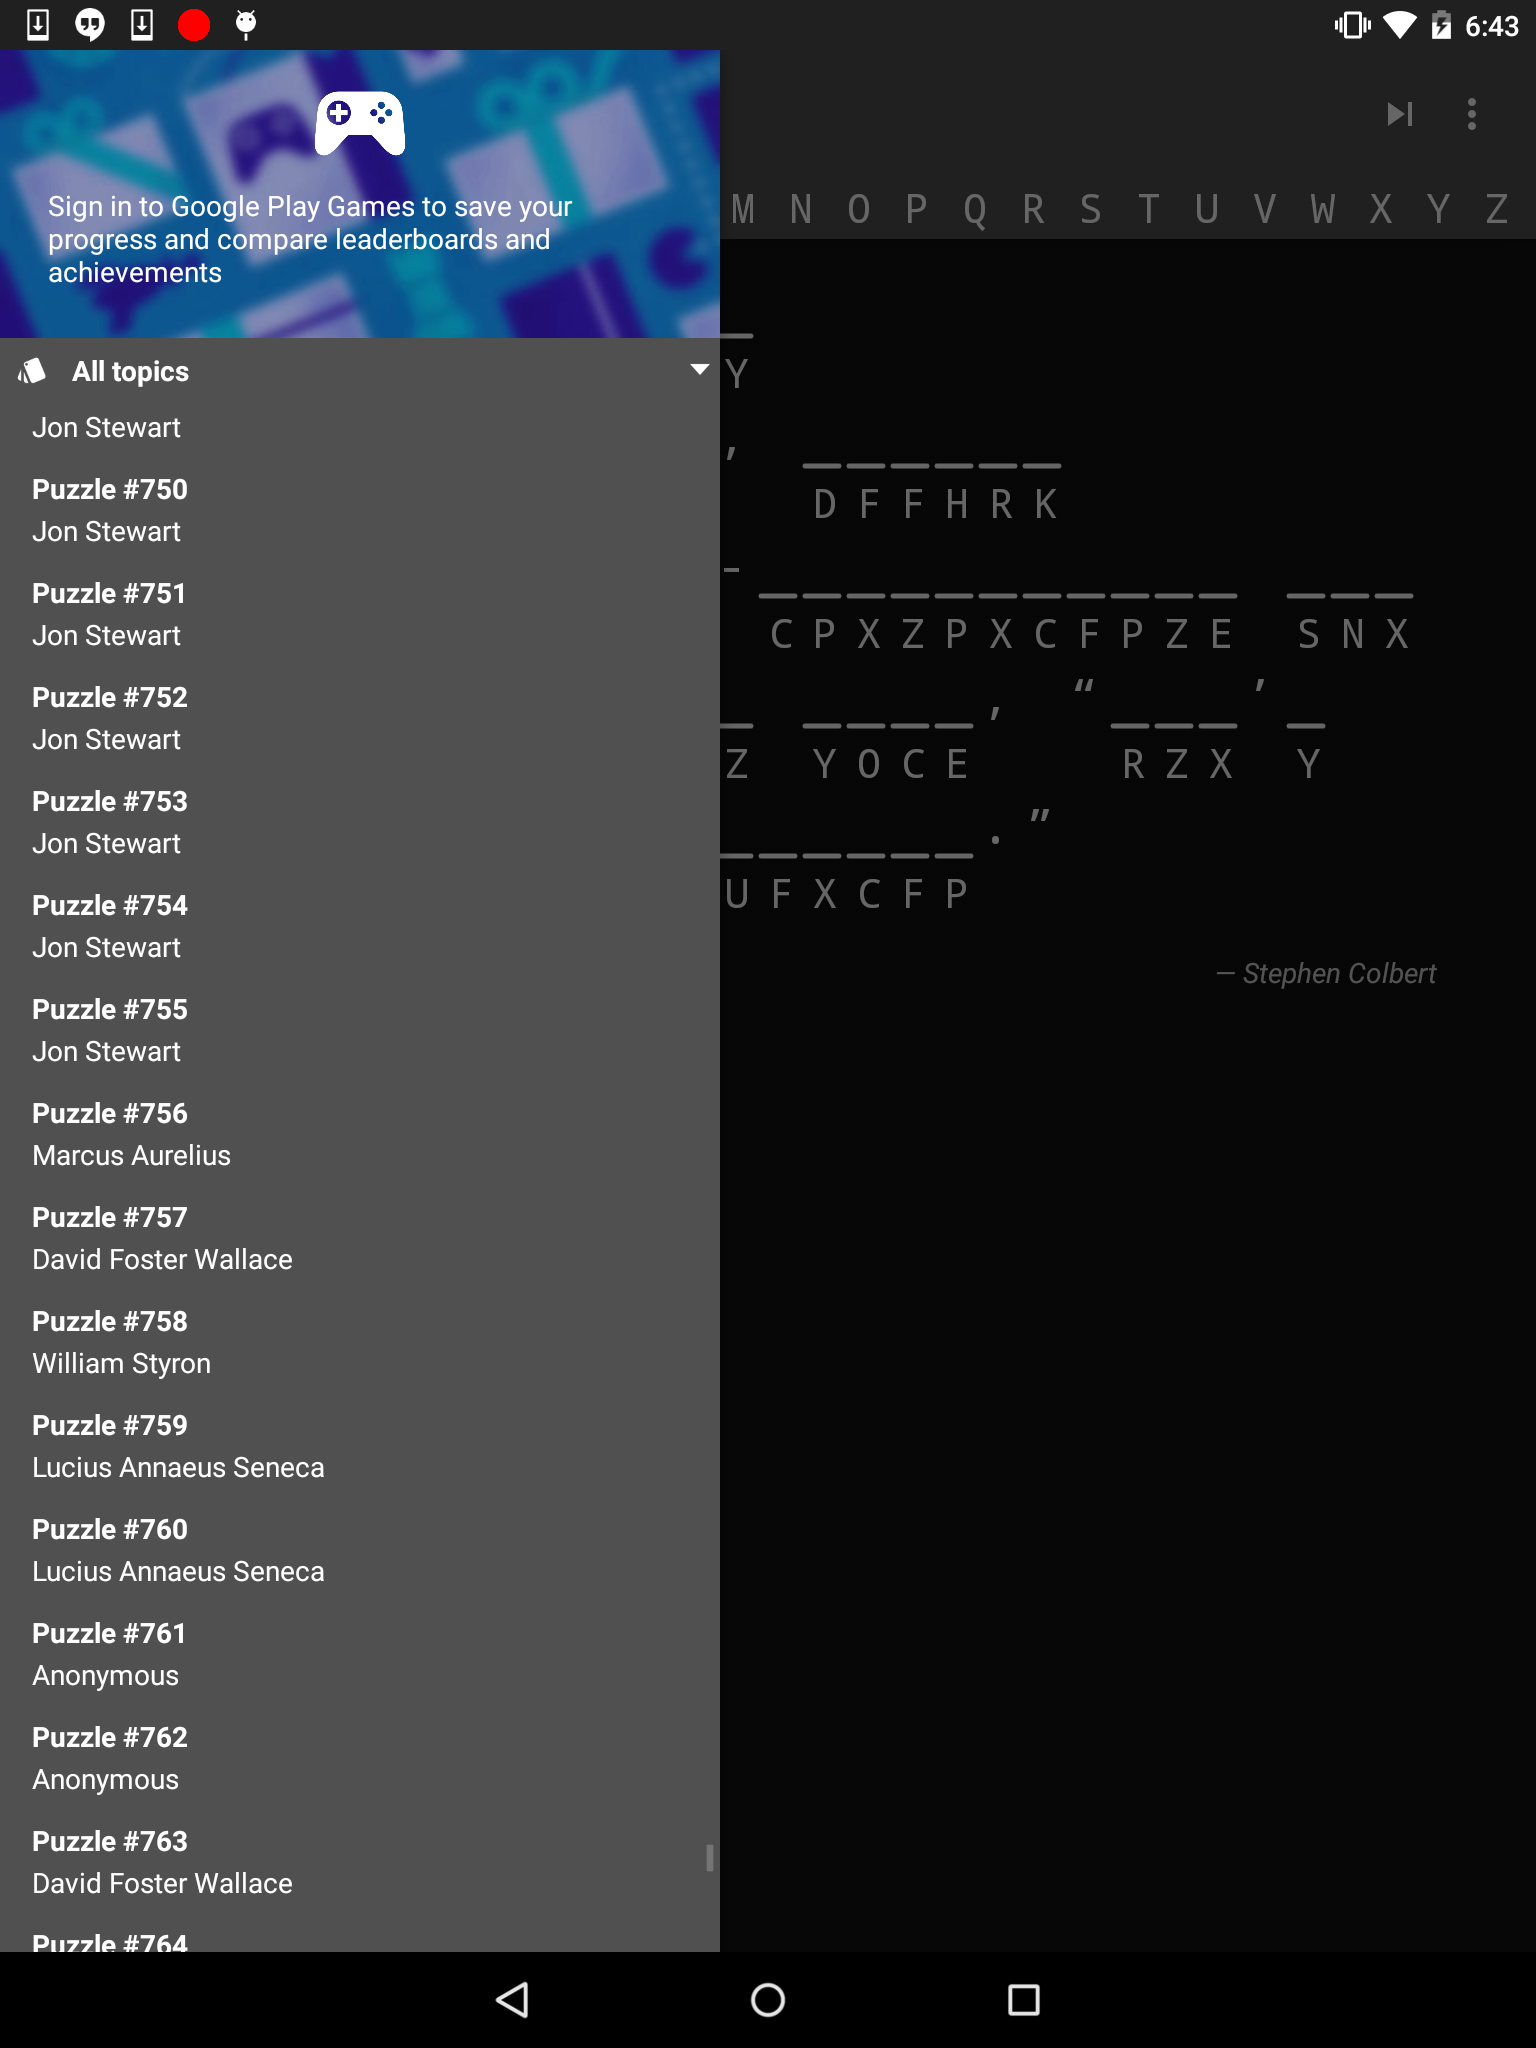 6:43
Sign in to Google Play Games to save your
progress and compare leaderboards and
achievements
M N O P Q R S T U V W X Y Z
All topics
Y
Jon Stewart
,
D F F H R K
Puzzle #750
Jon Stewart
-
C P X Z P X C F P Z E S N X
Puzzle #751
Jon Stewart
, “ ’
Z Y O C E R Z X Y
Puzzle #752
Jon Stewart
. ”
U F X C F P
Puzzle #753
Jon Stewart
Puzzle #754
Jon Stewart
— Stephen Colbert
Puzzle #755
Jon Stewart
Puzzle #756
Marcus Aurelius
Puzzle #757
David Foster Wallace
Puzzle #758
William Styron
Puzzle #759
Lucius Annaeus Seneca
Puzzle #760
Lucius Annaeus Seneca
Puzzle #761
Anonymous
Puzzle #762
Anonymous
Puzzle #763
David Foster Wallace
Puzzle #764